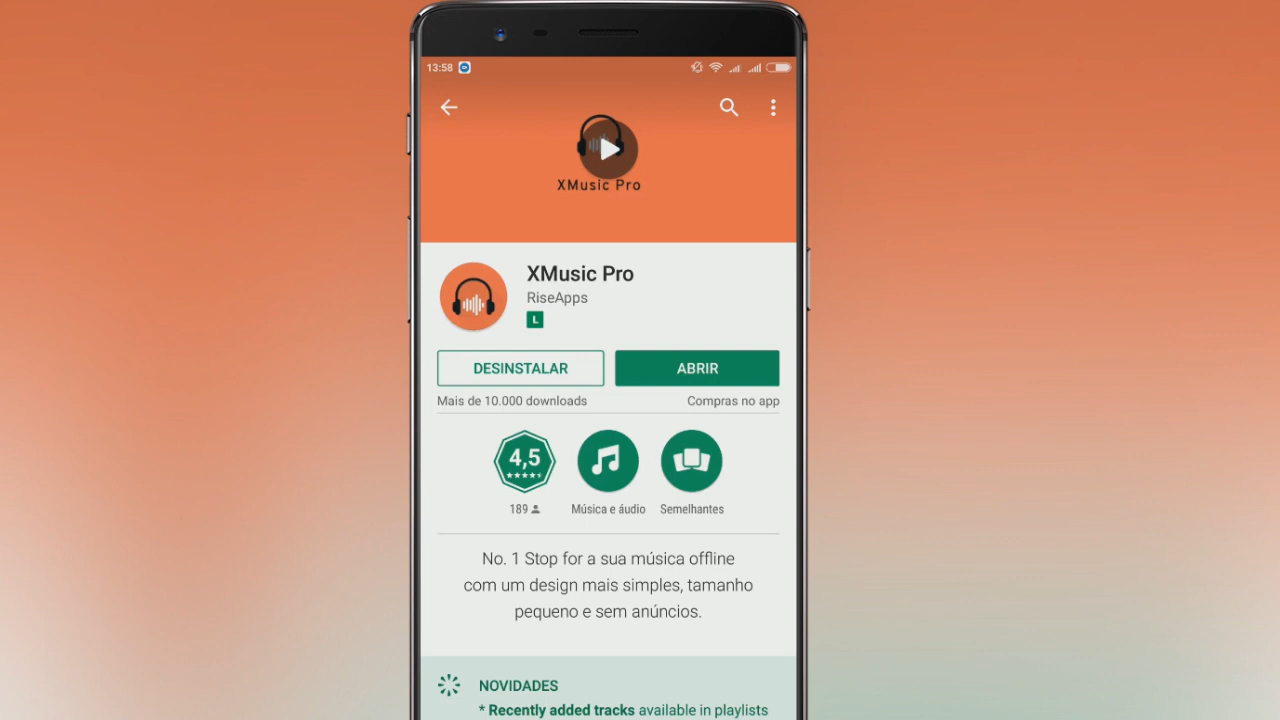 13:58
XMusic Pro
XMusic Pro
RiseApps
L
DESINSTALAR
ABRIR
Mais de 10.000 downloads
Compras no app
4,5
189
Música e áudio
Semelhantes
No. 1 Stop for a sua música offline
com um design mais simples, tamanho
pequeno e sem anúncios.
NOVIDADES
* Recently added tracks available in playlists